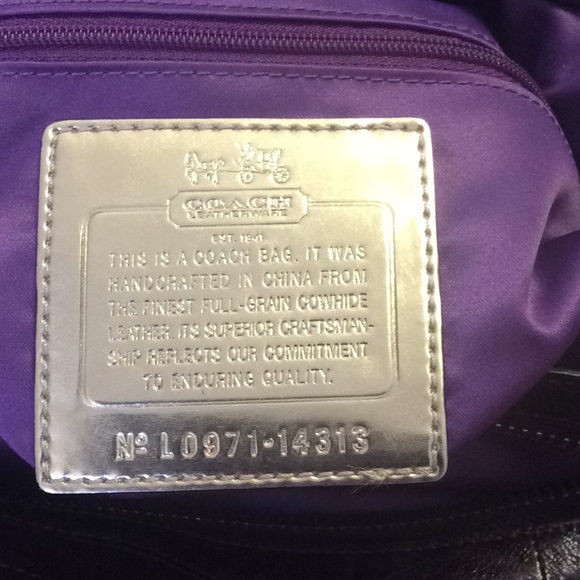 COACH
LEATHERWARE
EST. 1941
THIS IS A COACH BAG. IT WAS
HANDCRAFTED IN CHINA FROM
THE FINEST FULL-GRAIN COWHIDE
LEATHER. ITS SUPERIOR CRAFTSMAN-
SHIP REFLECTS OUR COMMITMENT
TO ENDURING QUALITY.
Nº L0971-14313